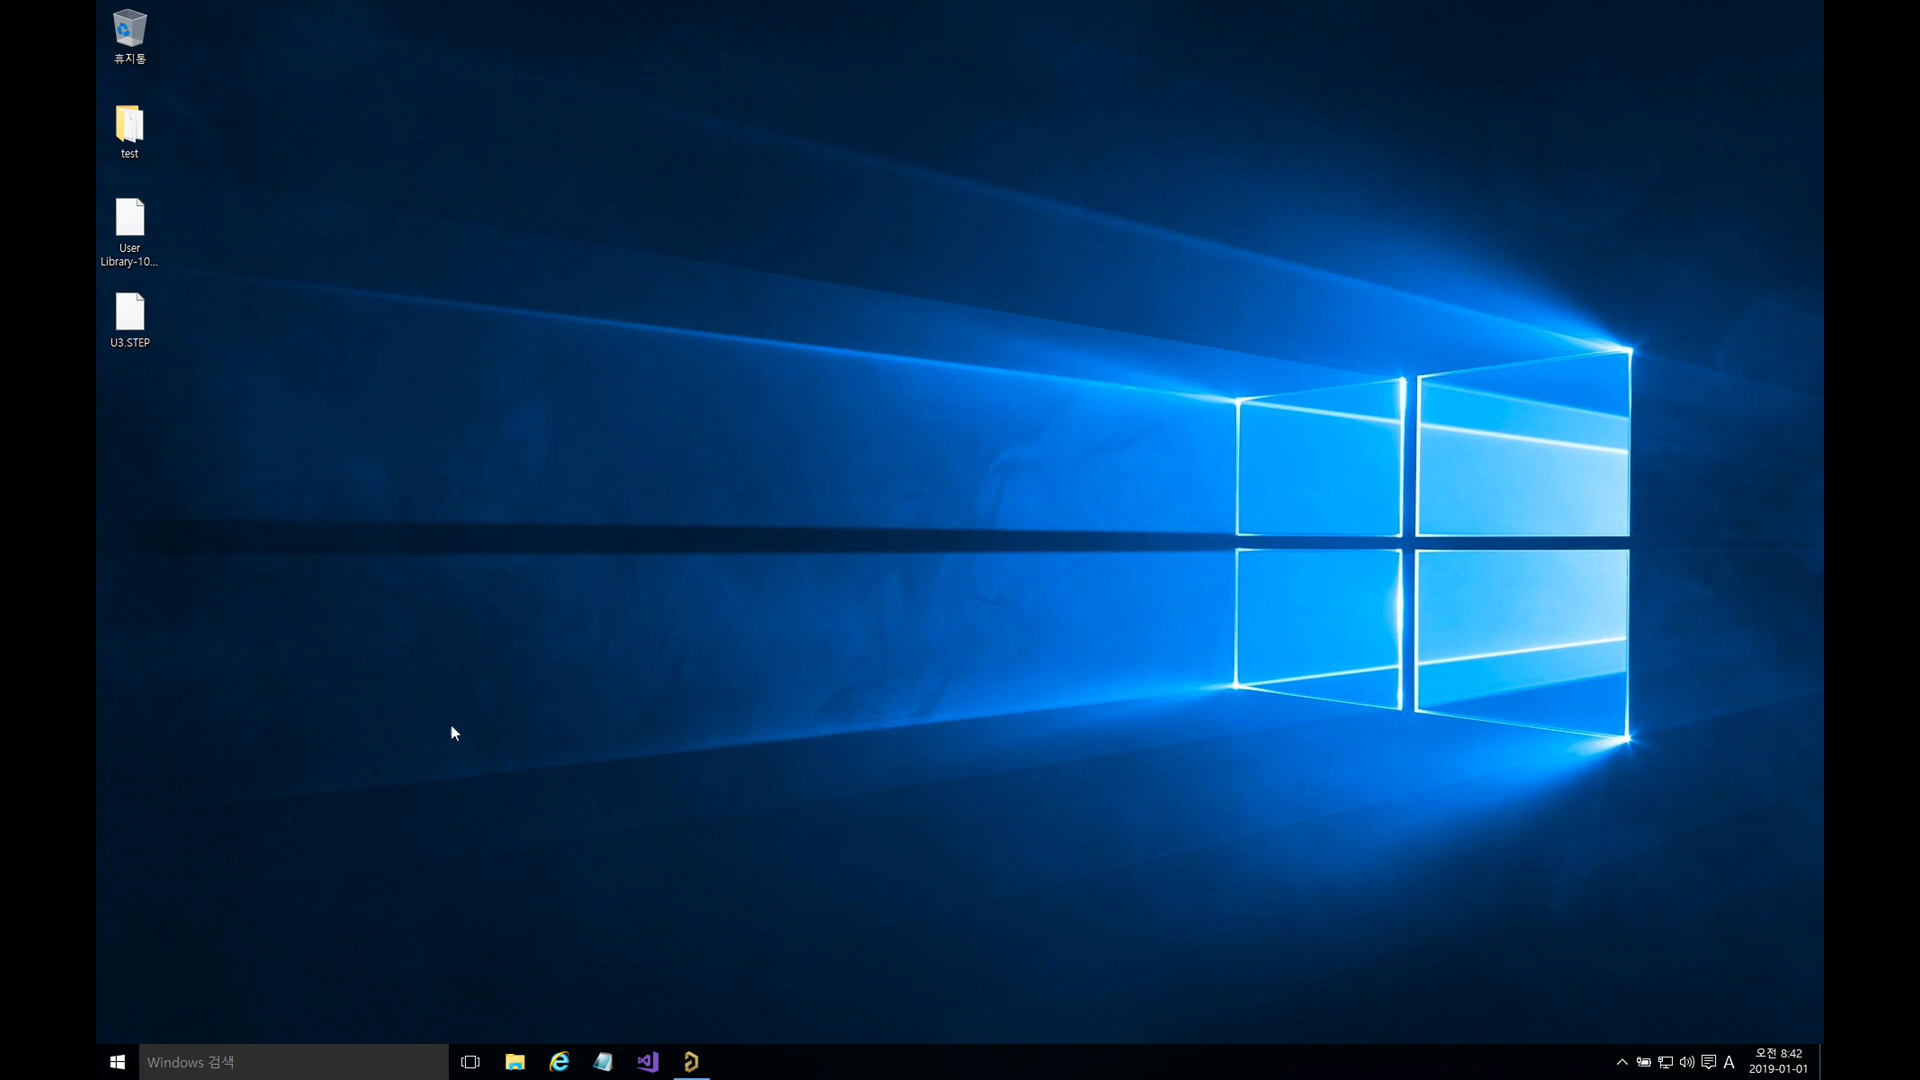 휴지통
test
User
Library-10...
U3.STEP
Windows 검색
A
오전 8:42
2019-01-01